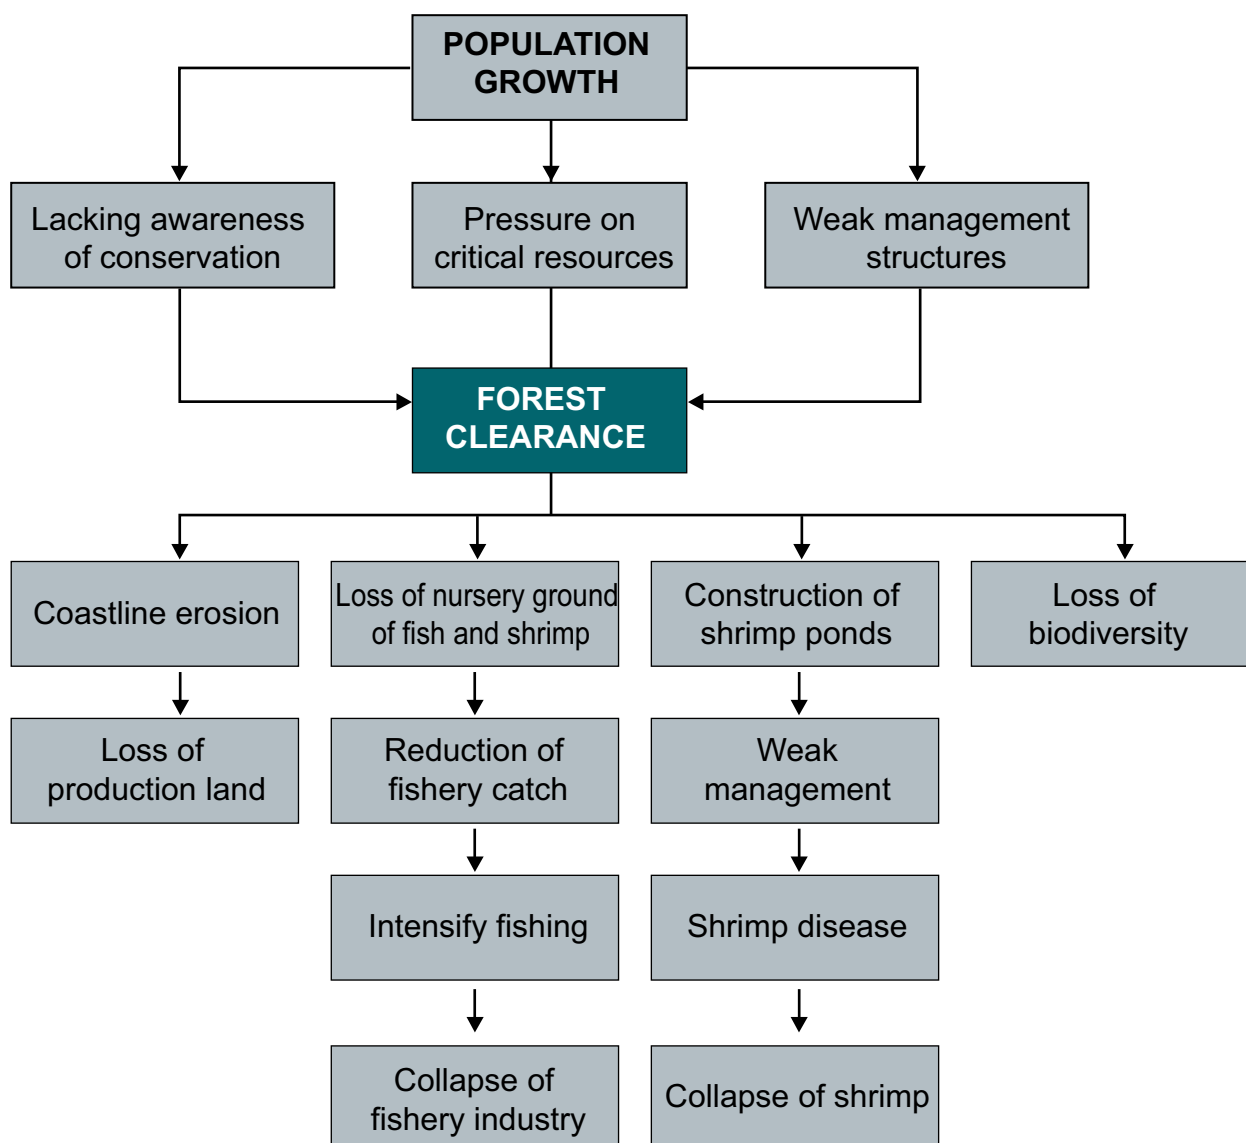 POPULATION
GROWTH
Lacking awareness
of conservation
Pressure on
critical resources
Weak management
structures
FOREST
CLEARANCE
Coastline erosion
Loss of nursery ground
of fish and shrimp
Construction of
shrimp ponds
Loss of
biodiversity
Loss of
production land
Reduction of
fishery catch
Weak
management
Intensify fishing
Shrimp disease
Collapse of
fishery industry
Collapse of shrimp